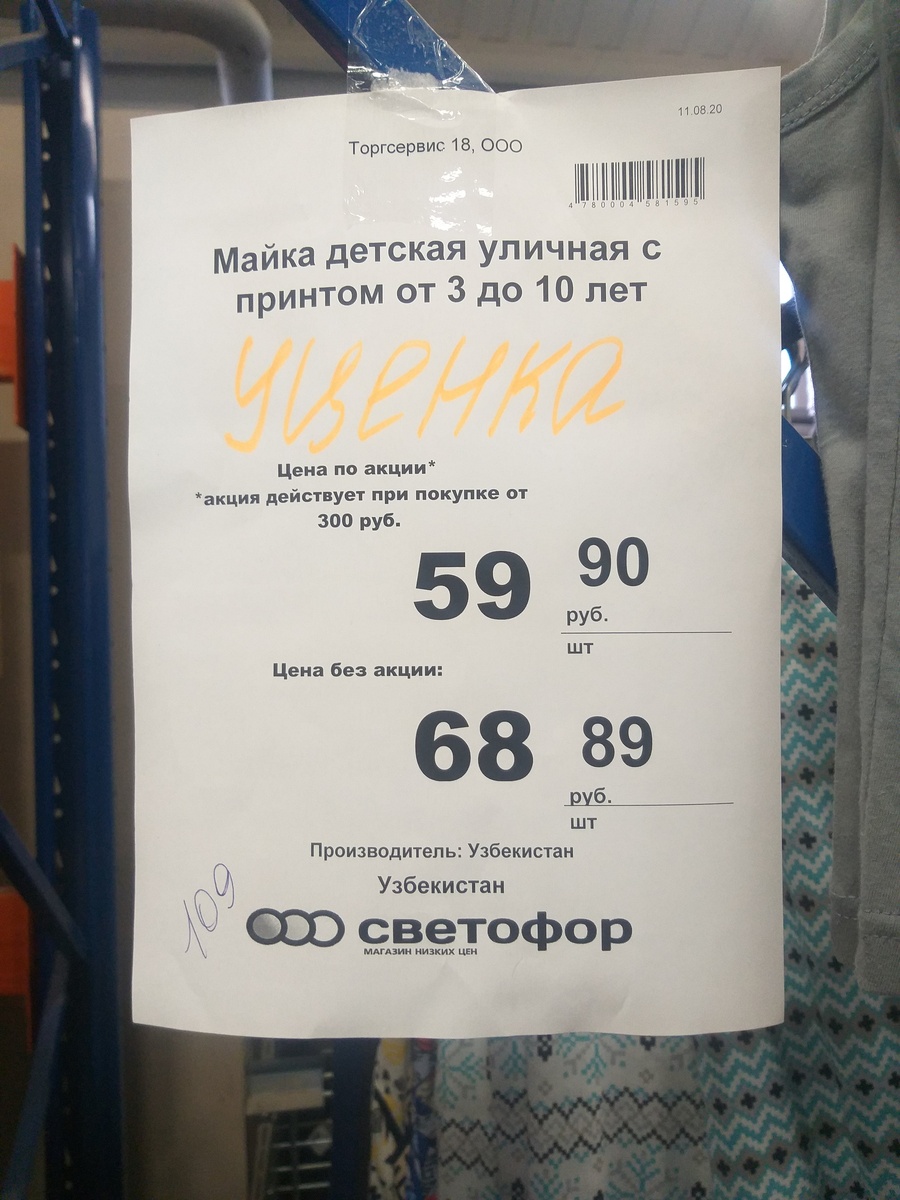 11.08.20
Торгсервис 18, ООО
4 780004 581595
Майка детская уличная с
принтом от 3 до 10 лет
уценка
Цена по акции*
*акция действует при покупке от
300 руб.
59 90
руб.
шт
Цена без акции:
68 89
руб.
шт
Производитель: Узбекистан
Узбекистан
109
светофор
МАГАЗИН НИЗКИХ ЦЕН